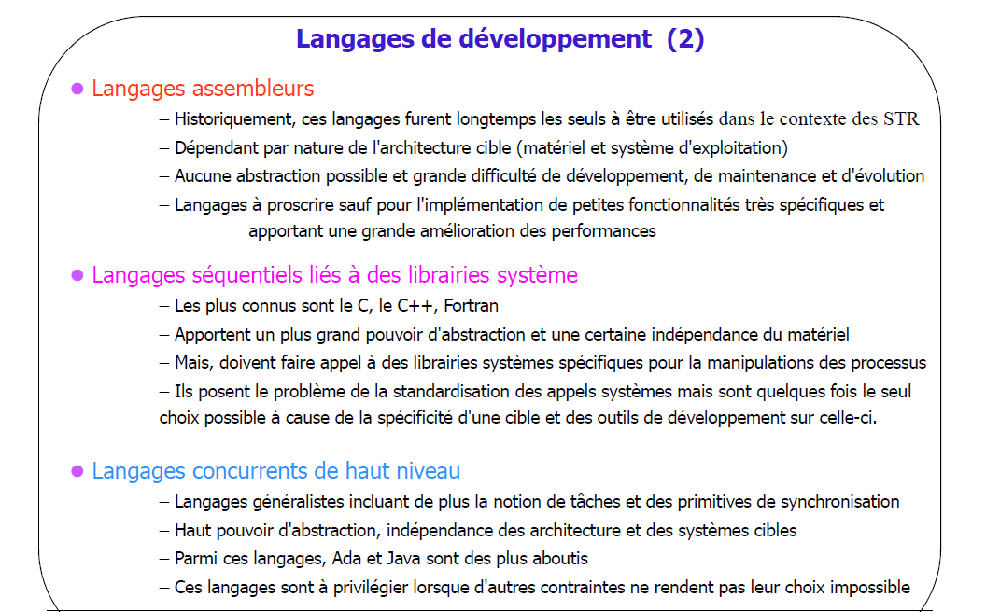 Langages de développement (2)
● Langages assembleurs
– Historiquement, ces langages furent longtemps les seuls à être utilisés dans le contexte des STR
– Dépendant par nature de l'architecture cible (matériel et système d'exploitation)
– Aucune abstraction possible et grande difficulté de développement, de maintenance et d'évolution
– Langages à proscrire sauf pour l'implémentation de petites fonctionnalités très spécifiques et
apportant une grande amélioration des performances
● Langages séquentiels liés à des librairies système
– Les plus connus sont le C, le C++, Fortran
– Apportent un plus grand pouvoir d'abstraction et une certaine indépendance du matériel
– Mais, doivent faire appel à des librairies systèmes spécifiques pour la manipulations des processus
– Ils posent le problème de la standardisation des appels systèmes mais sont quelques fois le seul
choix possible à cause de la spécificité d'une cible et des outils de développement sur celle-ci.
● Langages concurrents de haut niveau
– Langages généralistes incluant de plus la notion de tâches et des primitives de synchronisation
– Haut pouvoir d'abstraction, indépendance des architecture et des systèmes cibles
– Parmi ces langages, Ada et Java sont des plus aboutis
– Ces langages sont à privilégier lorsque d'autres contraintes ne rendent pas leur choix impossible